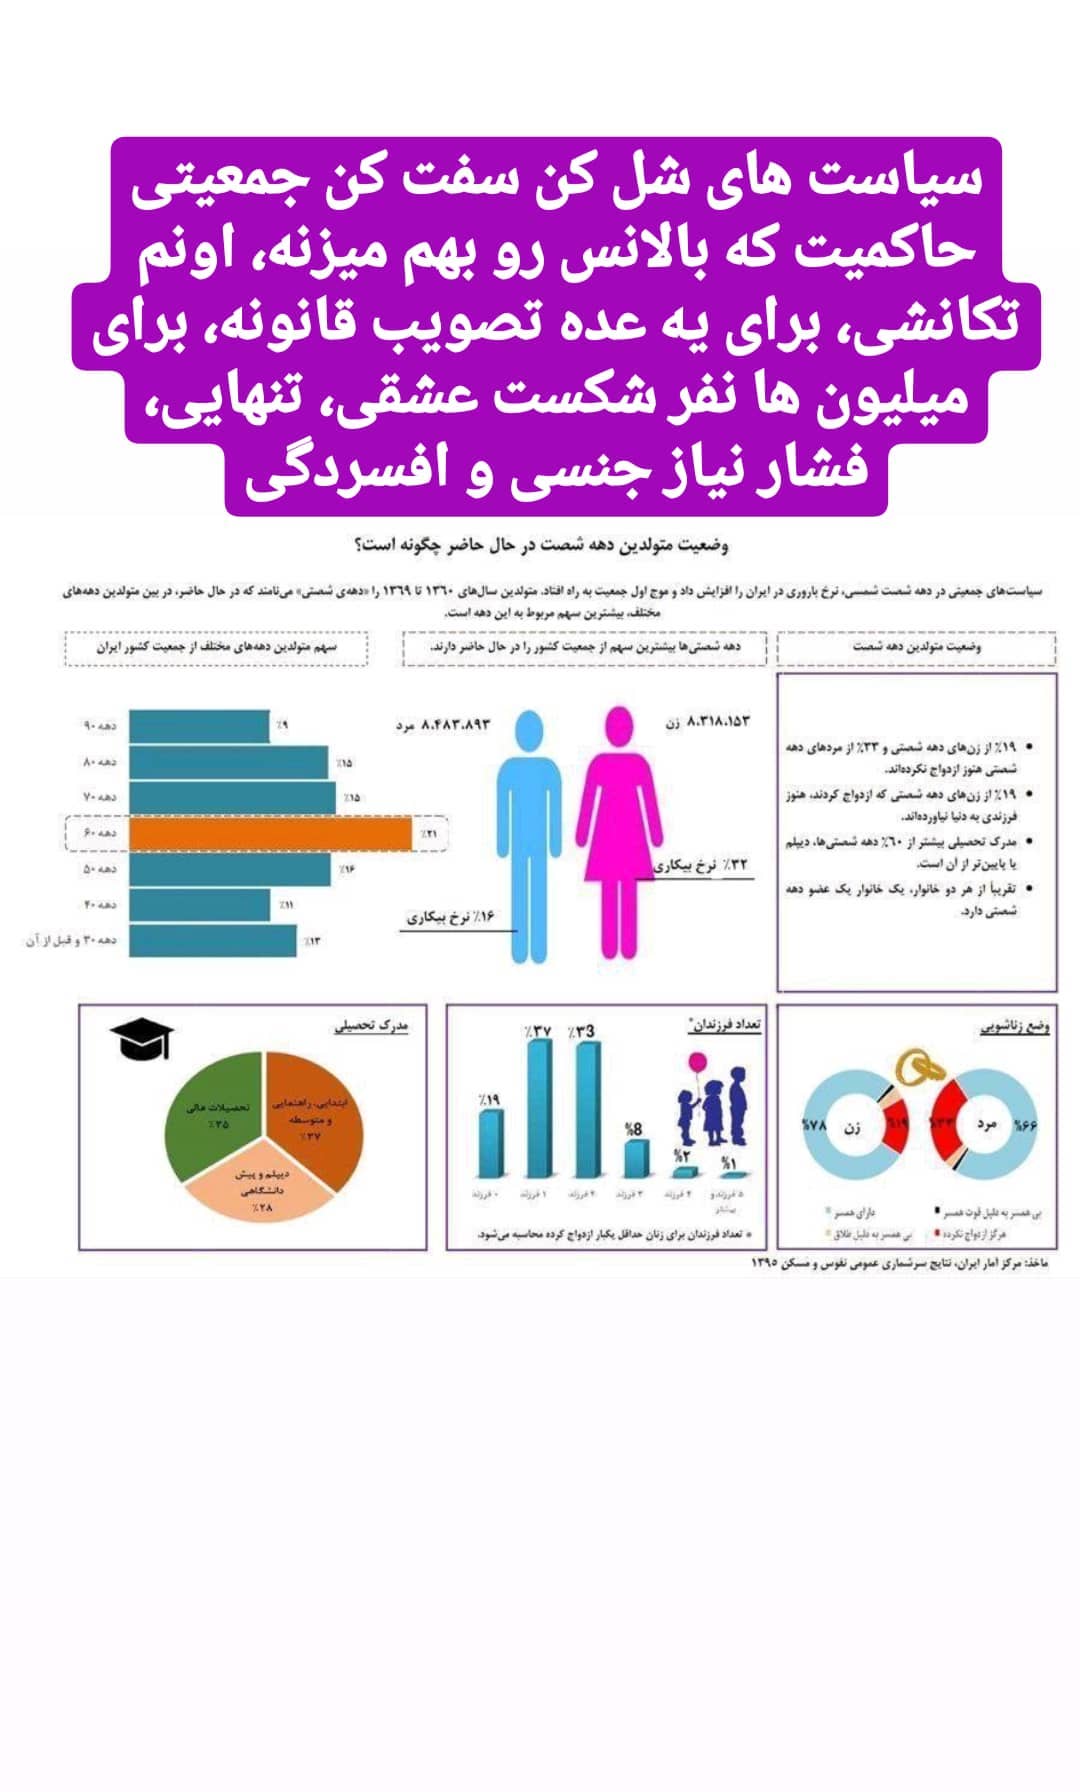 سیاست های شل کن سفت کن جمعیتی
حاکمیت که بالانس رو بهم میزنه، اونم
تکانشی، برای یه عده تصویب قانونه، برای
میلیون ها نفر شکست عشقی، تنهایی،
فشار نیاز جنسی و افسردگی
وضعیت متولدین دهه شصت در حال حاضر چگونه است؟
سیاست‌های جمعیتی در دهه شصت شمسی، نرخ باروری در ایران را افزایش داد و موج اول جمعیت به راه افتاد. متولدین سال‌های ۱۳۶۰ تا ۱۳۶۹ را «دهه‌ی شصتی» می‌نامند که در حال حاضر، در بین متولدین دهه‌های
مختلف، بیشترین سهم مربوط به این دهه است.
وضعیت متولدین دهه شصت
• ۱۹٪ از زن‌های دهه شصتی و ۳۳٪ از مردهای دهه
شصتی هنوز ازدواج نکرده‌اند.
• ۱۹٪ از زن‌های دهه شصتی که ازدواج کردند، هنوز
فرزندی به دنیا نیاورده‌اند.
• مدرک تحصیلی بیشتر از ۶۰٪ دهه شصتی‌ها، دیپلم
یا پایین‌تر از آن است.
• تقریباً از هر دو خانوار، یک خانوار یک عضو دهه
شصتی دارد.
دهه شصتی‌ها بیشترین سهم از جمعیت کشور را در حال حاضر دارند.
۸.۳۱۸.۱۵۳ زن
۸.۴۸۳.۸۹۳ مرد
۳۲٪ نرخ بیکاری
۱۶٪ نرخ بیکاری
سهم متولدین دهه‌های مختلف از جمعیت کشور ایران
دهه ۹۰ ٪۹
دهه ۸۰ ٪۱۵
دهه ۷۰ ٪۱۵
دهه ۶۰ ٪۲۱
دهه ۵۰ ٪۱۶
دهه ۴۰ ٪۱۱
دهه ۳۰ و قبل از آن ٪۱۳
وضع زناشویی
مرد
%۶۶
%۳۳
زن
%۷۸
%۱۹
بی همسر به دلیل فوت همسر
دارای همسر
هرگز ازدواج نکرده
بی همسر به دلیل طلاق
تعداد فرزندان*
٪۱۹
٪۳۷
٪۳3
%8
%۲
%۱
۰ فرزند
۱ فرزند
۲ فرزند
۳ فرزند
۴ فرزند
۵ فرزند و
بیشتر
* تعداد فرزندان برای زنان حداقل یکبار ازدواج کرده محاسبه می‌شود.
مدرک تحصیلی
ابتدایی، راهنمایی
و متوسطه
٪۳۷
تحصیلات عالی
٪۳۵
دیپلم و پیش
دانشگاهی
٪۲۸
ماخذ: مرکز آمار ایران، نتایج سرشماری عمومی نفوس و مسکن ۱۳۹۵